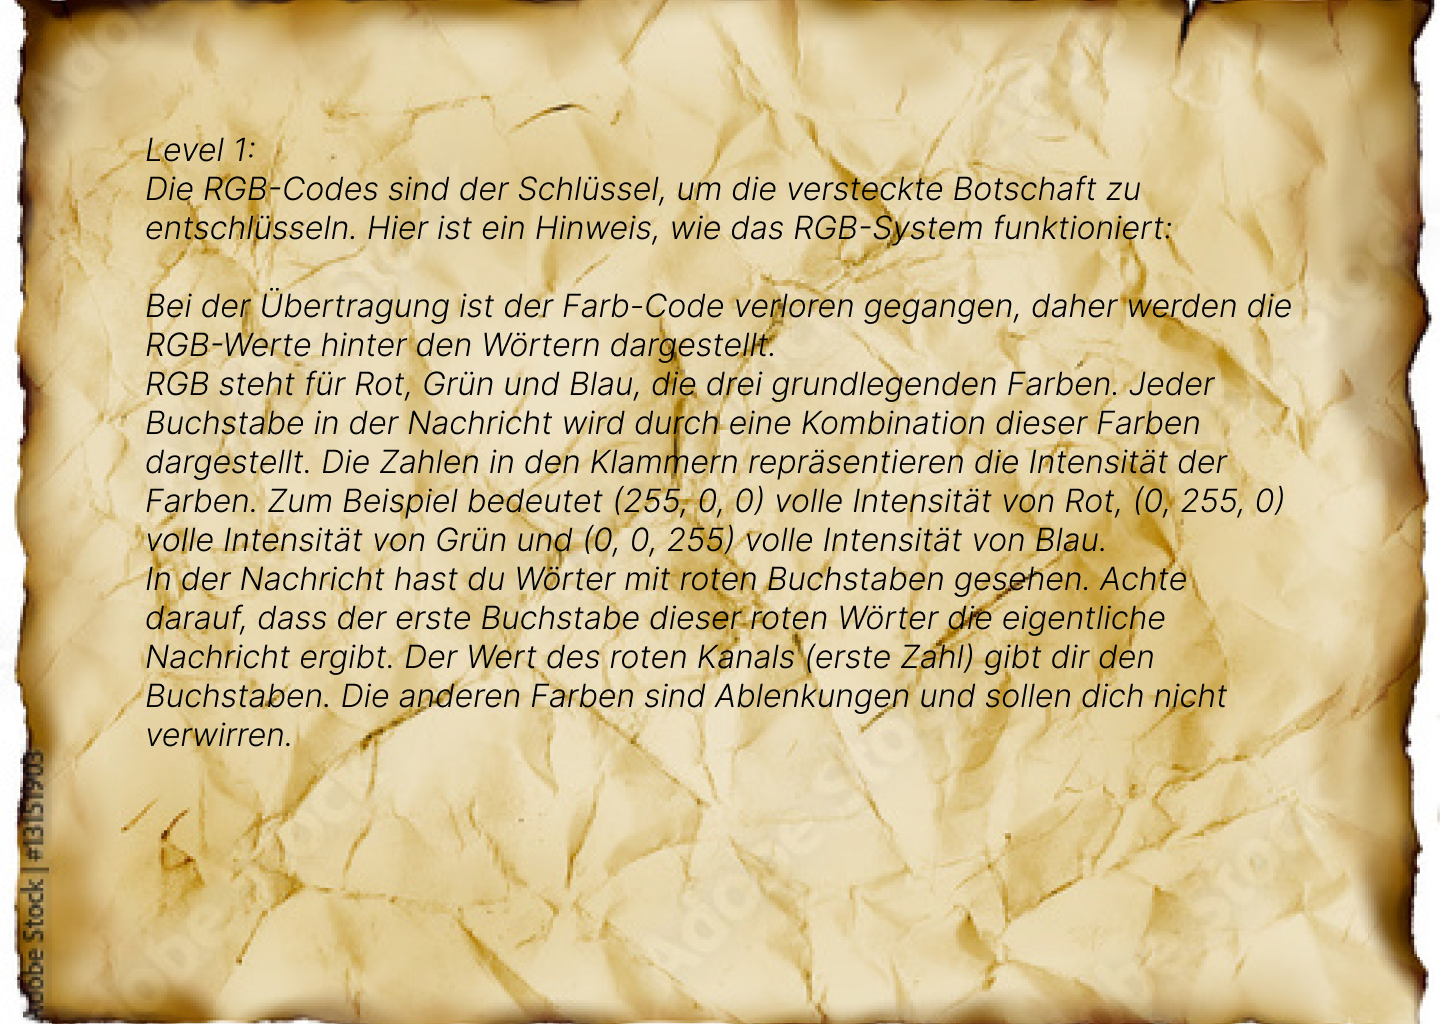 Level 1:
Die RGB-Codes sind der Schlüssel, um die versteckte Botschaft zu
entschlüsseln. Hier ist ein Hinweis, wie das RGB-System funktioniert:
Bei der Übertragung ist der Farb-Code verloren gegangen, daher werden die
RGB-Werte hinter den Wörtern dargestellt.
RGB steht für Rot, Grün und Blau, die drei grundlegenden Farben. Jeder
Buchstabe in der Nachricht wird durch eine Kombination dieser Farben
dargestellt. Die Zahlen in den Klammern repräsentieren die Intensität der
Farben. Zum Beispiel bedeutet (255, 0, 0) volle Intensität von Rot, (0, 255, 0)
volle Intensität von Grün und (0, 0, 255) volle Intensität von Blau.
In der Nachricht hast du Wörter mit roten Buchstaben gesehen. Achte
darauf, dass der erste Buchstabe dieser roten Wörter die eigentliche
Nachricht ergibt. Der Wert des roten Kanals (erste Zahl) gibt dir den
Buchstaben. Die anderen Farben sind Ablenkungen und sollen dich nicht
verwirren.
Adobe Stock | #13151903